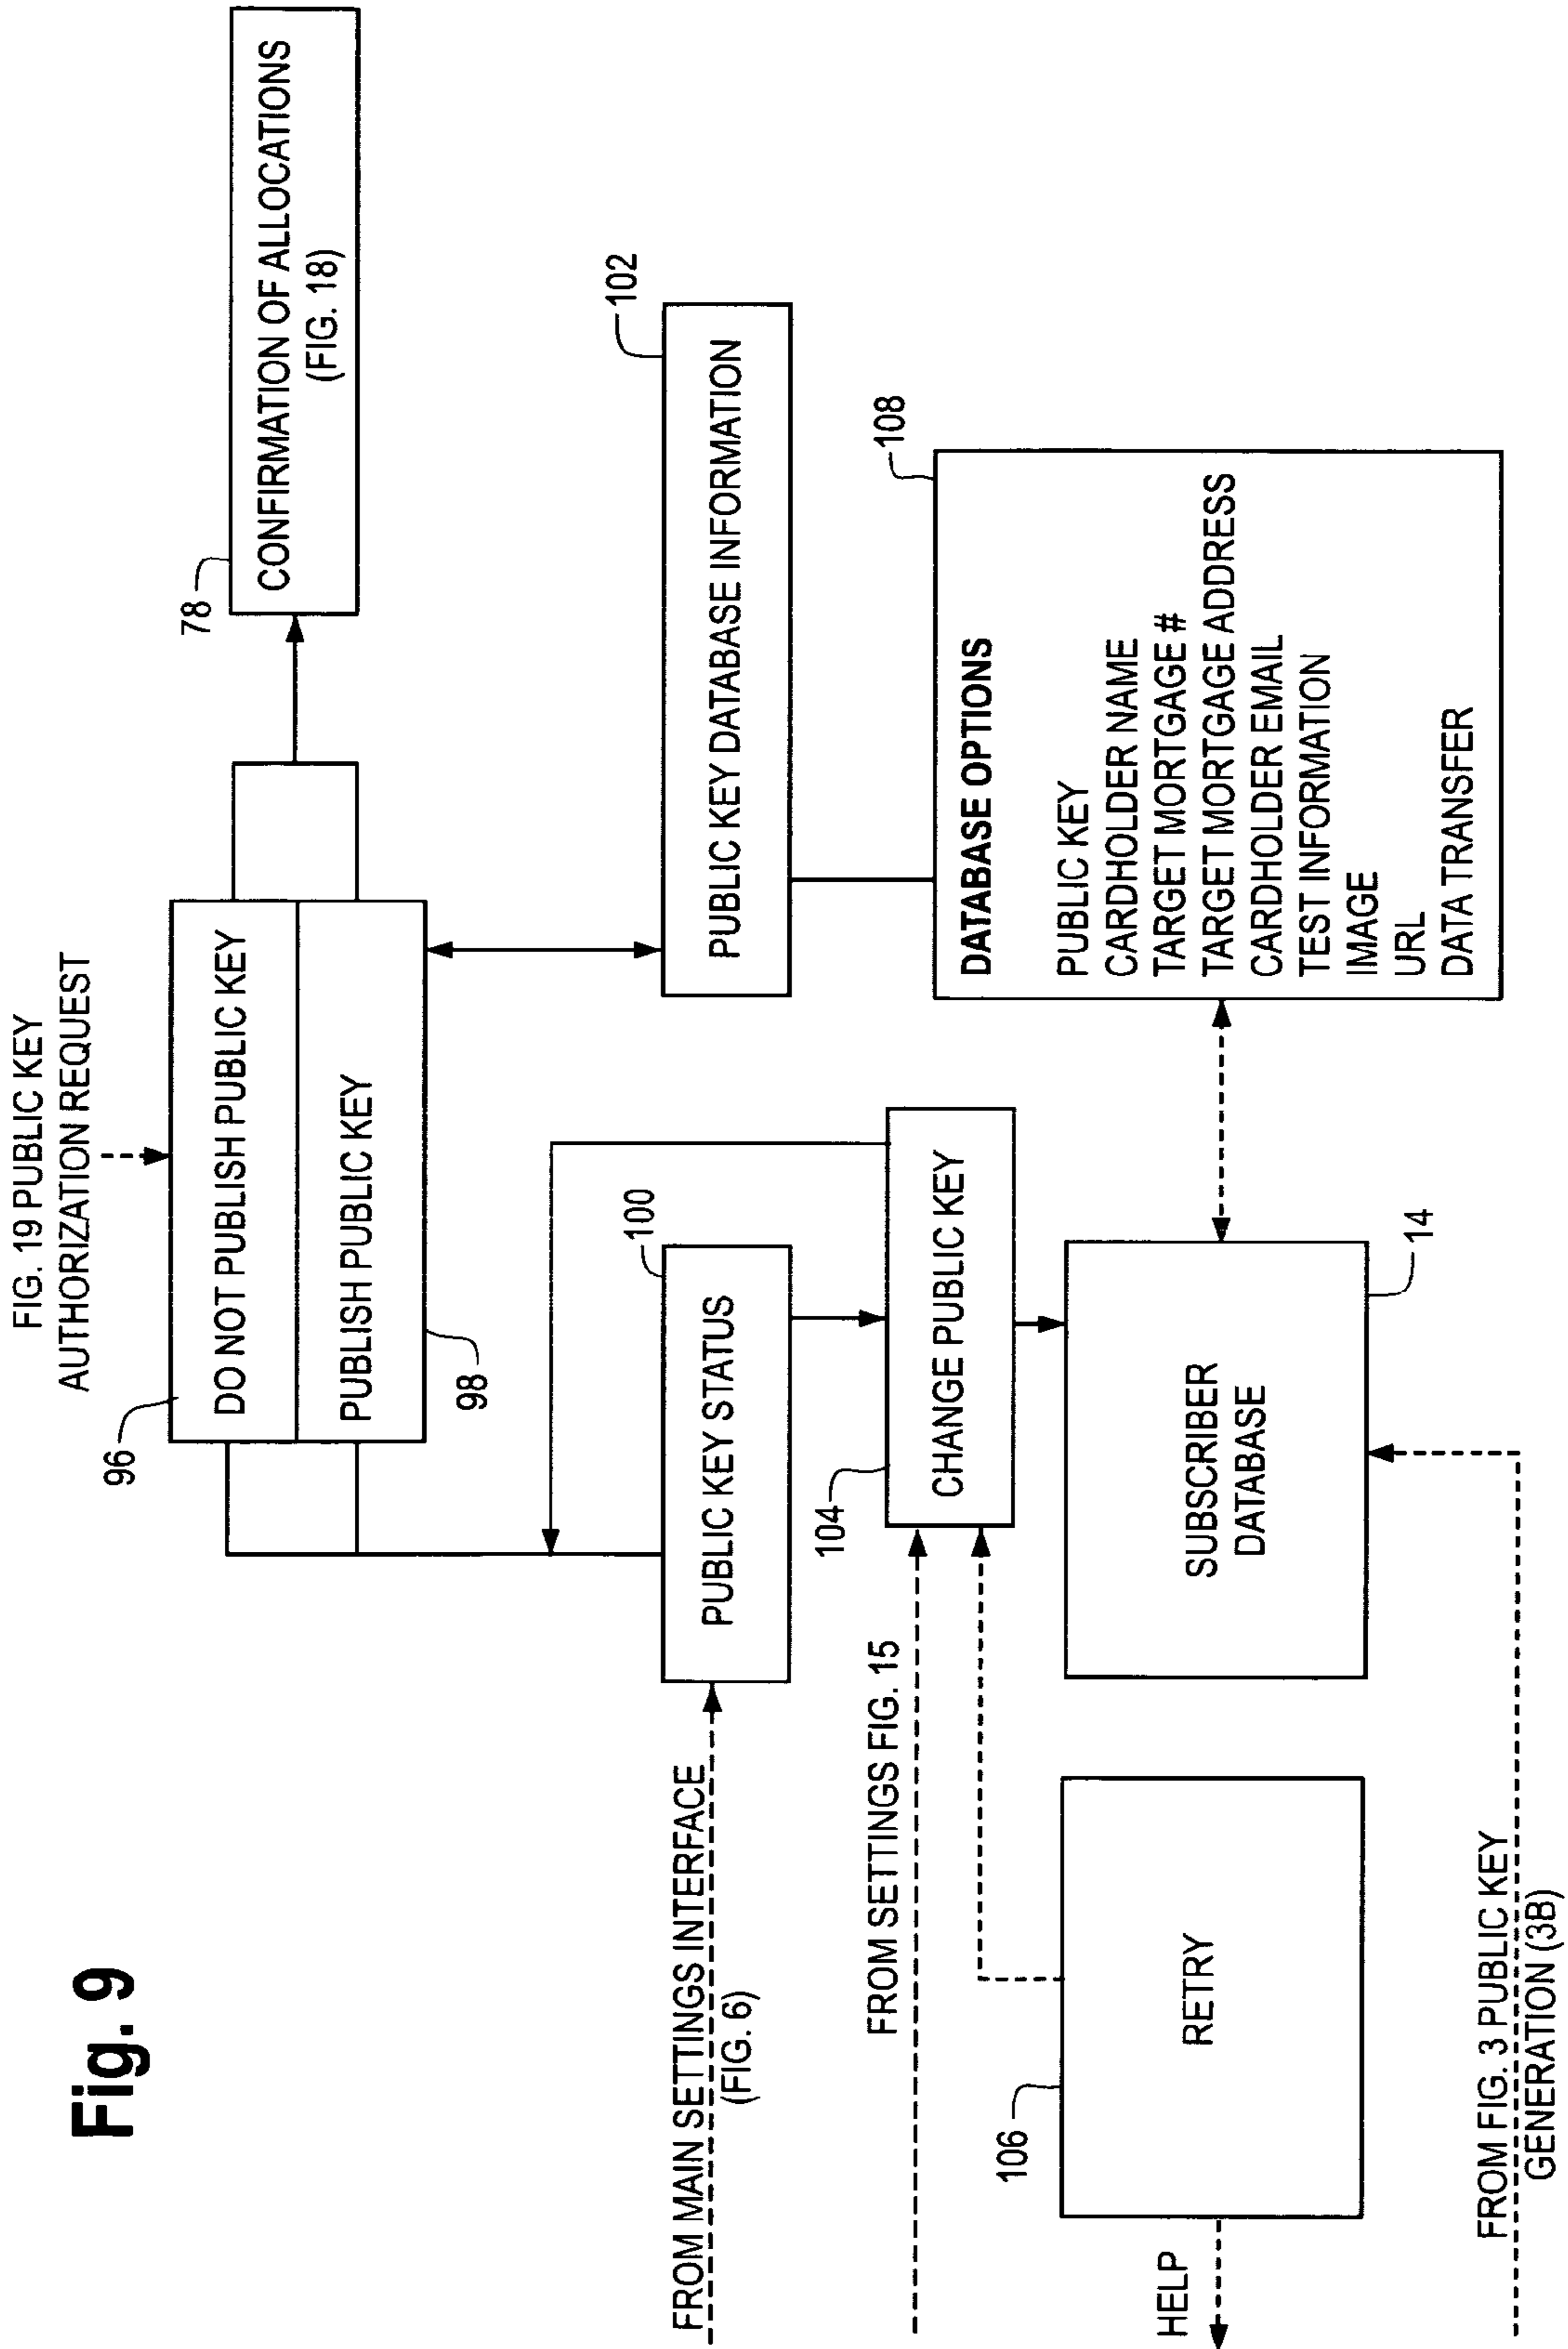 Fig. 9
FIG. 19 PUBLIC KEY
AUTHORIZATION REQUEST
96
DO NOT PUBLISH PUBLIC KEY
PUBLISH PUBLIC KEY
98
78
CONFIRMATION OF ALLOCATIONS
(FIG. 18)
FROM MAIN SETTINGS INTERFACE
(FIG. 6)
PUBLIC KEY STATUS
100
PUBLIC KEY DATABASE INFORMATION
102
FROM SETTINGS FIG. 15
104
CHANGE PUBLIC KEY
108
DATABASE OPTIONS
PUBLIC KEY
CARDHOLDER NAME
TARGET MORTGAGE #
TARGET MORTGAGE ADDRESS
CARDHOLDER EMAIL
TEST INFORMATION
IMAGE
URL
DATA TRANSFER
106
RETRY
HELP
SUBSCRIBER
DATABASE
14
FROM FIG. 3 PUBLIC KEY
GENERATION (3B)